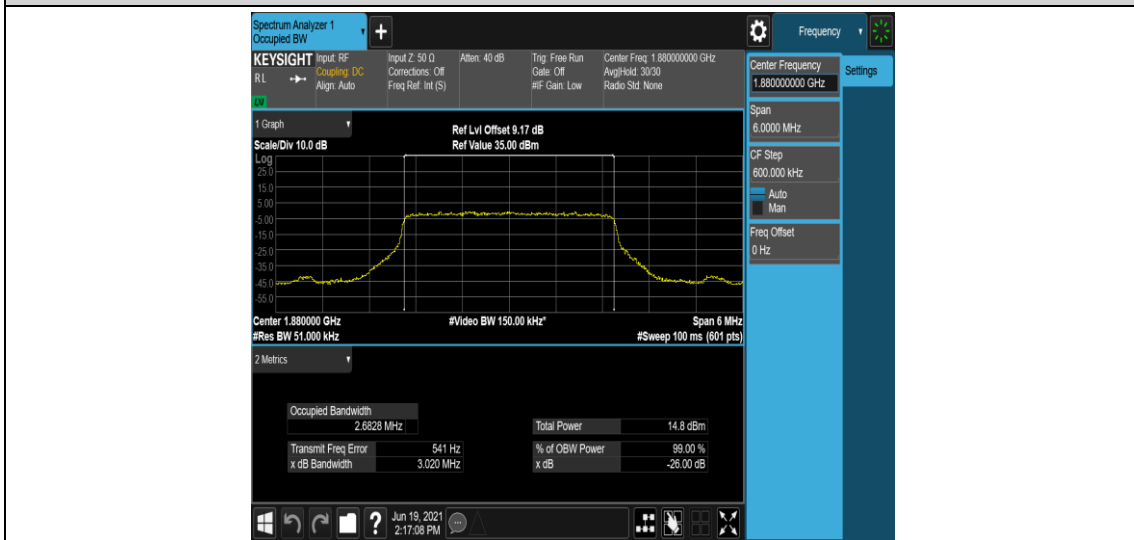 Spectrum Analyzer 1
Occupied BW
+
Frequency
KEYSIGHT
RL
LXI
Input: RF
Coupling: DC
Align: Auto
Input Z: 50 Ω
Corrections: Off
Freq Ref: Int (S)
Atten: 40 dB
Trig: Free Run
Gate: Off
#IF Gain: Low
Center Freq: 1.880000000 GHz
Avg|Hold: 30/30
Radio Std: None
Center Frequency
1.880000000 GHz
Settings
Span
6.0000 MHz
CF Step
600.000 kHz
Auto
Man
Freq Offset
0 Hz
1 Graph
Scale/Div 10.0 dB
Ref Lvl Offset 9.17 dB
Ref Value 35.00 dBm
Log
25.0
15.0
5.00
-5.00
-15.0
-25.0
-35.0
-45.0
-55.0
Center 1.880000 GHz
#Res BW 51.000 kHz
#Video BW 150.00 kHz*
Span 6 MHz
#Sweep 100 ms (601 pts)
2 Metrics
Occupied Bandwidth
2.6828 MHz
Total Power 14.8 dBm
Transmit Freq Error 541 Hz
% of OBW Power 99.00 %
x dB Bandwidth 3.020 MHz
x dB -26.00 dB
?
Jun 19, 2021
2:17:08 PM